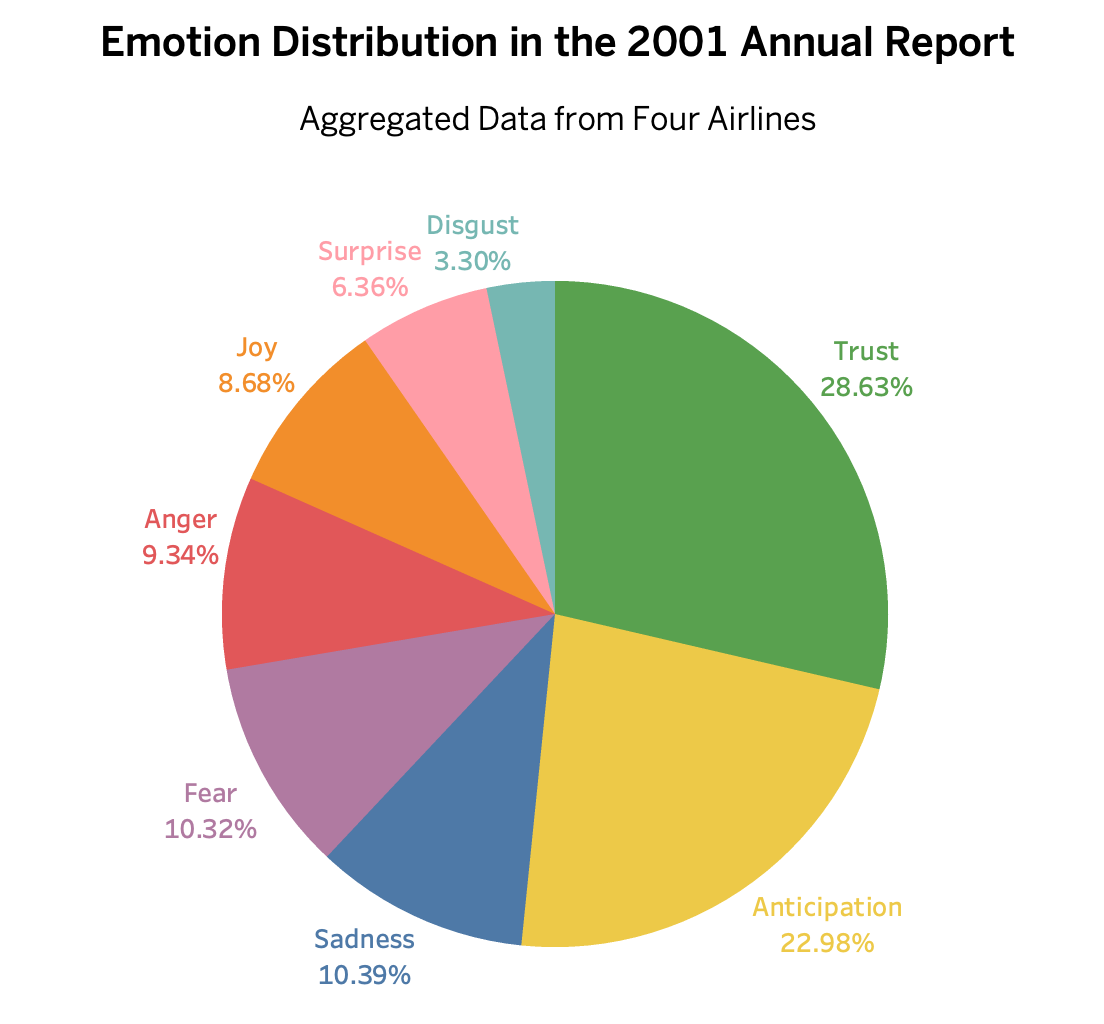 Emotion Distribution in the 2001 Annual Report
Aggregated Data from Four Airlines
Disgust
3.30%
Surprise
6.36%
Joy
8.68%
Trust
28.63%
Anger
9.34%
Fear
10.32%
Anticipation
22.98%
Sadness
10.39%